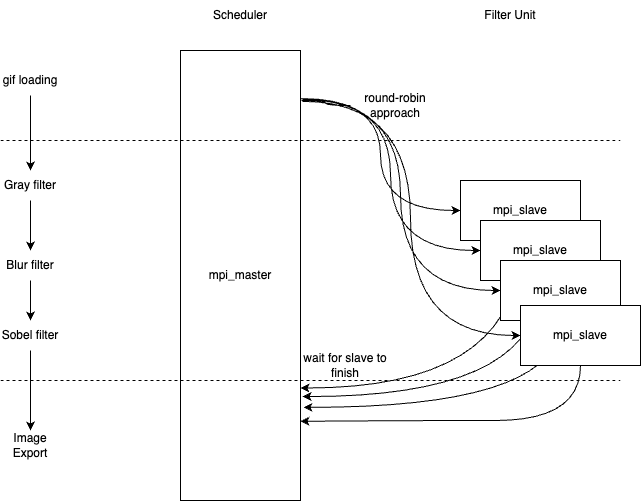 Scheduler
Filter Unit
gif loading
round-robin
approach
Gray filter
mpi_slave
mpi_slave
Blur filter
mpi_master
mpi_slave
Sobel filter
mpi_slave
wait for slave to
finish
Image
Export